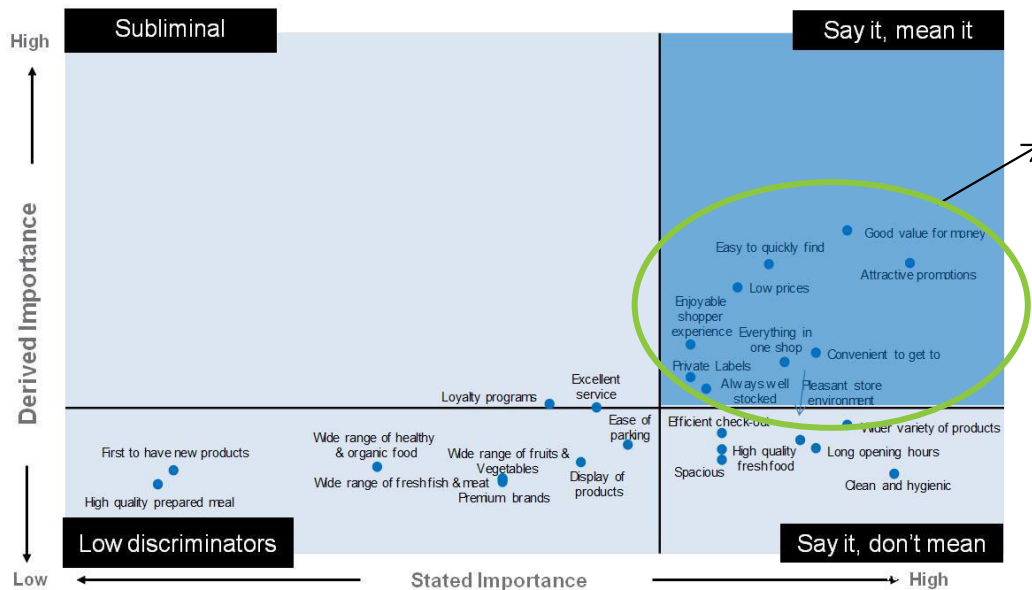 Subliminal
Say it, mean it
High
Derived Importance
Good value for money
Easy to quickly find
Attractive promotions
Low prices
Enjoyable
shopper
experience
Everything in
one shop
Convenient to get to
Private Labels
Always well
stocked
Pleasant store
environment
Excellent
service
Loyalty programs
Ease of
parking
Efficient check-out
Wider variety of products
First to have new products
Wide range of healthy
& organic food
Wide range of fruits &
Vegetables
High quality
fresh food
Long opening hours
Wide range of fresh fish & meat
Display of
products
Spacious
High quality prepared meal
Premium brands
Clean and hygienic
Low discriminators
Say it, don't mean
Low
Stated Importance
High